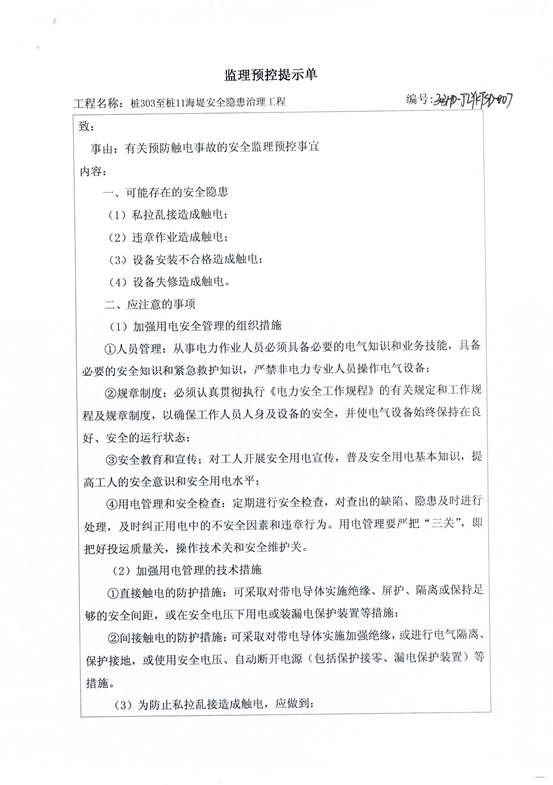 监理预控提示单
工程名称：桩303至桩11海堤安全隐患治理工程 编号：
致：
事由：有关预防触电事故的安全监理预控事宜
内容：
一、可能存在的安全隐患
（1）私拉乱接造成触电；
（2）违章作业造成触电；
（3）设备安装不合格造成触电；
（4）设备失修造成触电。
二、应注意的事项
（1）加强用电安全管理的组织措施
①人员管理：从事电力作业人员必须具备必要的电气知识和业务技能，具备
必要的安全知识和紧急救护知识，严禁非电力专业人员操作电气设备；
②规章制度：必须认真贯彻执行《电力安全工作规程》的有关规定和工作规
程及规章制度，以确保工作人员人身及设备的安全，并使电气设备始终保持在良
好、安全的运行状态；
③安全教育和宣传；对工人开展安全用电宣传，普及安全用电基本知识，提
高工人的安全意识和安全用电水平；
④用电管理和安全检查：定期进行安全检查，对查出的缺陷、隐患及时进行
处理，及时纠正用电中的不安全因素和违章行为。用电管理要严把“三关”，即
把好投运质量关，操作技术关和安全维护关。
（2）加强用电管理的技术措施
①直接触电的防护措施：可采取对带电导体实施绝缘、屏护、隔离或保持足
够的安全间距，或在安全电压下用电或装漏电保护装置等措施；
②间接触电的防护措施：可采取对带电导体实施加强绝缘，或进行电气隔离、
保护接地，或使用安全电压、自动断开电源（包括保护接零、漏电保护装置）等
措施。
（3）为防止私拉乱接造成触电，应做到：